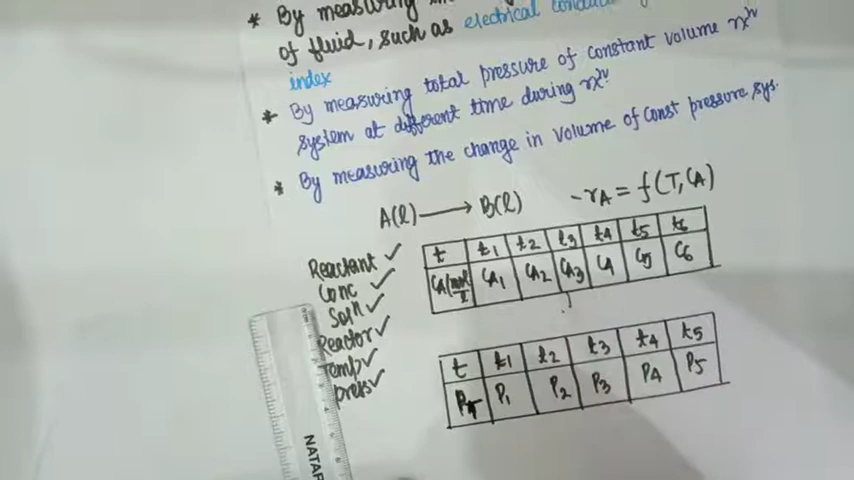 * By measuring
of fluid, such as electrical
index
* By measuring total pressure of constant volume rxn
system at different time during rxn.
* By measuring the change in volume of const pressure sys.
A(l) → B(l) -rA = f(T, CA)
Reactant ✓
Conc ✓
Soln ✓
Reactor ✓
Temp ✓
press ✓
t t1 t2 t3 t4 t5 t6
CA(mol/l) CA1 CA2 CA3 C4 C5 C6
t t1 t2 t3 t4 t5
PT P1 P2 P3 P4 P5
NATAR